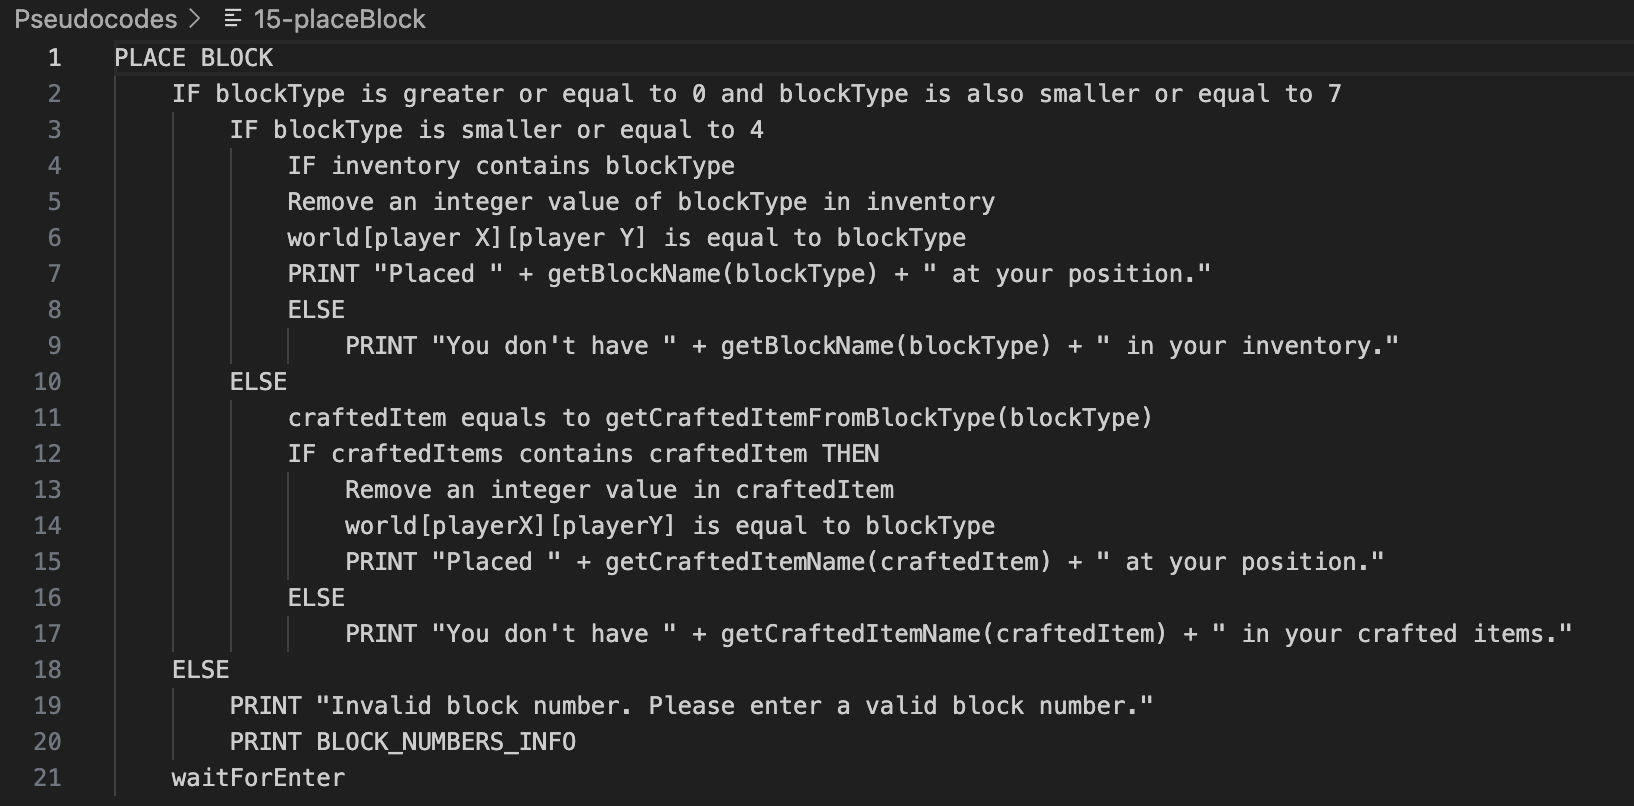 Pseudocodes > 15-placeBlock
1 PLACE BLOCK
2 IF blockType is greater or equal to 0 and blockType is also smaller or equal to 7
3 IF blockType is smaller or equal to 4
4 IF inventory contains blockType
5 Remove an integer value of blockType in inventory
6 world[player X][player Y] is equal to blockType
7 PRINT "Placed " + getBlockName(blockType) + " at your position."
8 ELSE
9 PRINT "You don't have " + getBlockName(blockType) + " in your inventory."
10 ELSE
11 craftedItem equals to getCraftedItemFromBlockType(blockType)
12 IF craftedItems contains craftedItem THEN
13 Remove an integer value in craftedItem
14 world[playerX][playerY] is equal to blockType
15 PRINT "Placed " + getCraftedItemName(craftedItem) + " at your position."
16 ELSE
17 PRINT "You don't have " + getCraftedItemName(craftedItem) + " in your crafted items."
18 ELSE
19 PRINT "Invalid block number. Please enter a valid block number."
20 PRINT BLOCK_NUMBERS_INFO
21 waitForEnter